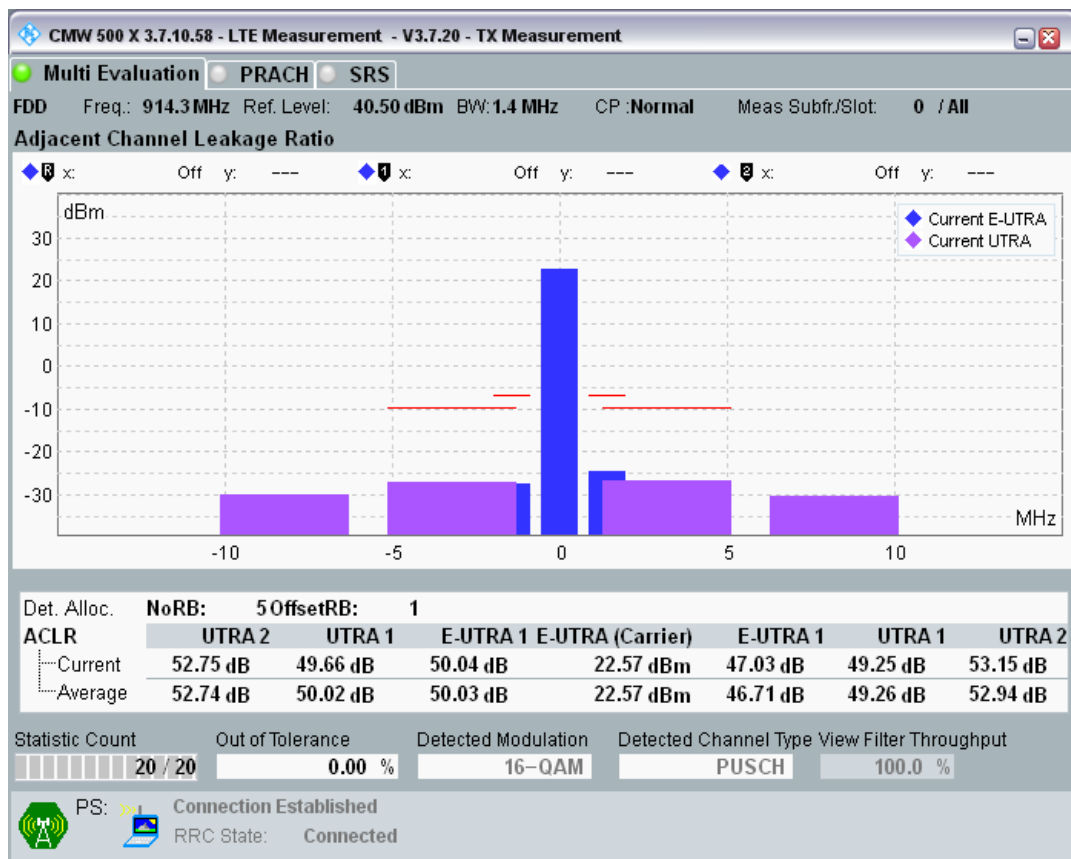 CMW 500 X 3.7.10.58 - LTE Measurement - V3.7.20 - TX Measurement
Multi Evaluation PRACH SRS
FDD Freq.: 914.3 MHz Ref. Level: 40.50 dBm BW: 1.4 MHz CP :Normal Meas Subfr./Slot: 0 / All
Adjacent Channel Leakage Ratio
R x: Off y: --- 1 x: Off y: --- 2 x: Off y: ---
dBm
Current E-UTRA
Current UTRA
30
20
10
0
-10
-20
-30
MHz
-10 -5 0 5 10
Det. Alloc. NoRB: 5 OffsetRB: 1
ACLR UTRA 2 UTRA 1 E-UTRA 1 E-UTRA (Carrier) E-UTRA 1 UTRA 1 UTRA 2
Current 52.75 dB 49.66 dB 50.04 dB 22.57 dBm 47.03 dB 49.25 dB 53.15 dB
Average 52.74 dB 50.02 dB 50.03 dB 22.57 dBm 46.71 dB 49.26 dB 52.94 dB
Statistic Count Out of Tolerance Detected Modulation Detected Channel Type View Filter Throughput
20 / 20 0.00 % 16-QAM PUSCH 100.0 %
PS: Connection Established
RRC State: Connected